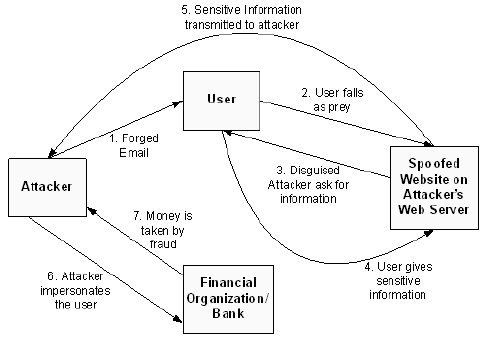 5. Sensitive Information
transmitted to attacker
User
2. User falls
as prey
1. Forged
Email
Attacker
3. Disguised
Attacker ask for
information
Spoofed
Website on
Attacker's
Web Server
7. Money is
taken by
fraud
4. User gives
sensitive
information
6. Attacker
impersonates
the user
Financial
Organization/
Bank